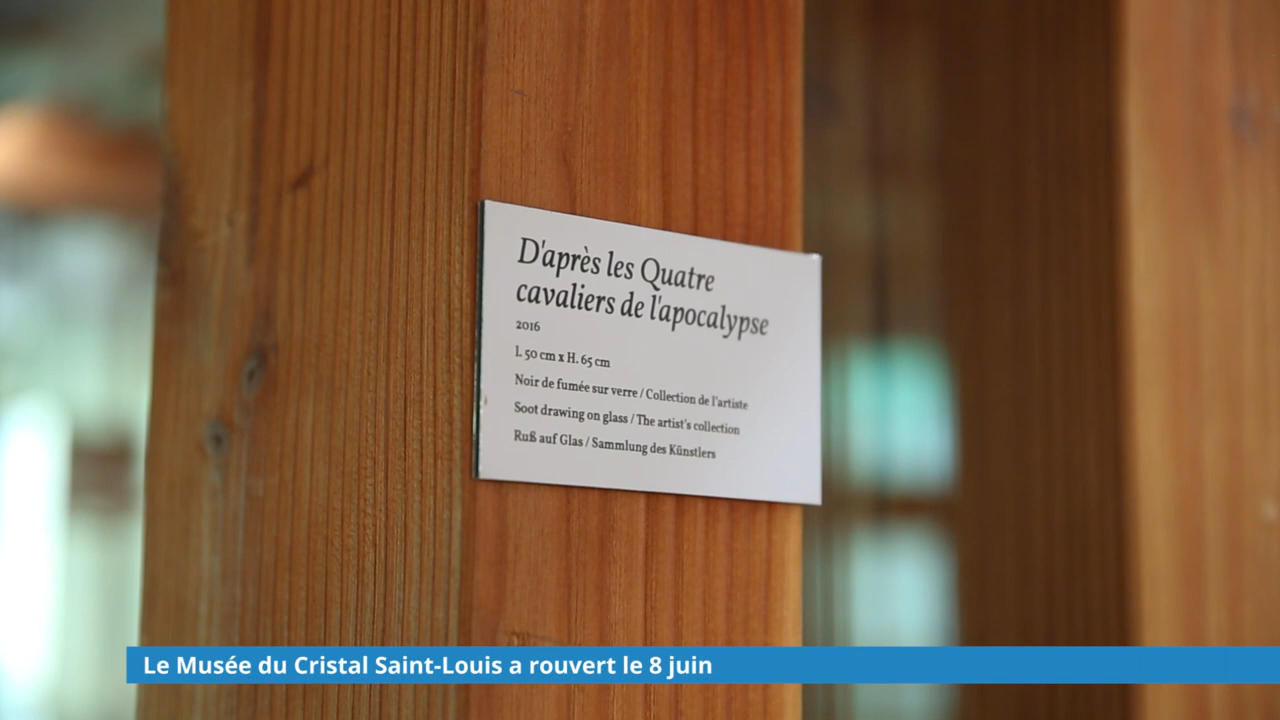 D'après les Quatre
cavaliers de l'apocalypse
2016
l. 50 cm x H. 65 cm
Noir de fumée sur verre / Collection de l'artiste
Soot drawing on glass / The artist's collection
Ruß auf Glas / Sammlung des Künstlers
Le Musée du Cristal Saint-Louis a rouvert le 8 juin